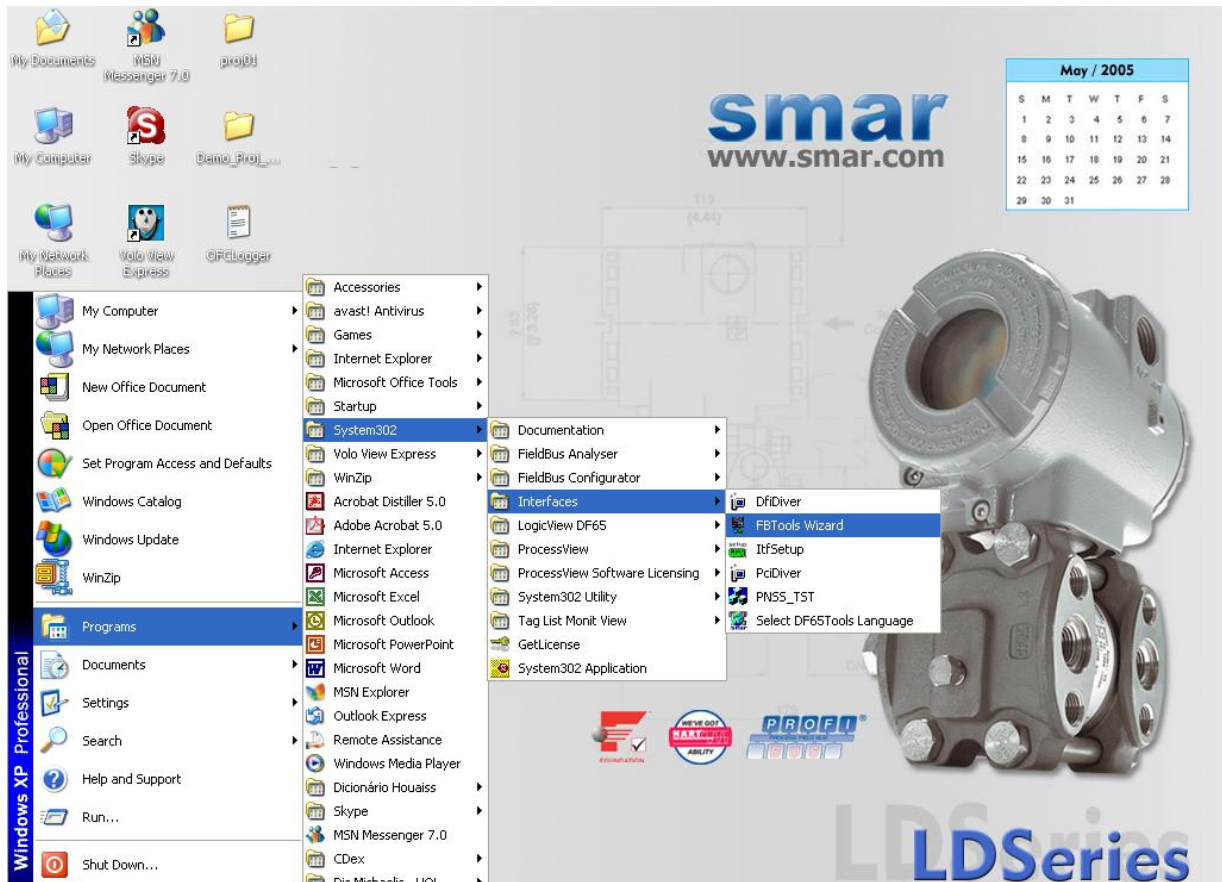 My Documents
MSN Messenger 7.0
proj01
My Computer
Skype
Demo_Proj_...
My Network Places
Volo View Express
OPCLogger
smar
www.smar.com
May / 2005
S M T W T F S
1 2 3 4 5 6 7
8 9 10 11 12 13 14
15 16 17 18 19 20 21
22 23 24 25 26 27 28
29 30 31
113
(4.44)
My Computer
My Network Places
New Office Document
Open Office Document
Set Program Access and Defaults
Windows Catalog
Windows Update
WinZip
Programs
Documents
Settings
Search
Help and Support
Run...
Shut Down...
Windows XP Professional
Accessories
avast! Antivirus
Games
Internet Explorer
Microsoft Office Tools
Startup
System302
Volo View Express
WinZip
Acrobat Distiller 5.0
Adobe Acrobat 5.0
Internet Explorer
Microsoft Access
Microsoft Excel
Microsoft Outlook
Microsoft PowerPoint
Microsoft Word
MSN Explorer
Outlook Express
Remote Assistance
Windows Media Player
Dicionário Houaiss
Skype
MSN Messenger 7.0
CDex
Documentation
FieldBus Analyser
FieldBus Configurator
Interfaces
LogicView DF65
ProcessView
ProcessView Software Licensing
System302 Utility
Tag List Monit View
GetLicense
System302 Application
DfiDiver
FBTools Wizard
ItfSetup
PciDiver
PNSS_TST
Select DF65Tools Language
WE'VE GOT
HART
ABILITY
PROFI
BUS
LDSeries
LDSeries